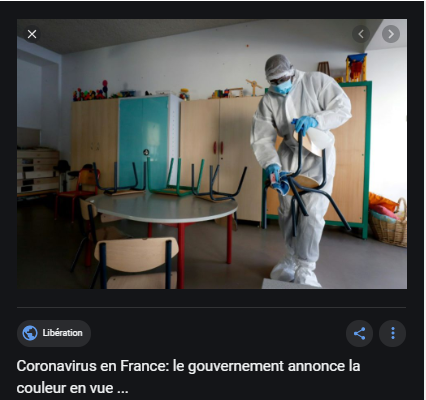 Libération
Coronavirus en France: le gouvernement annonce la
couleur en vue ...